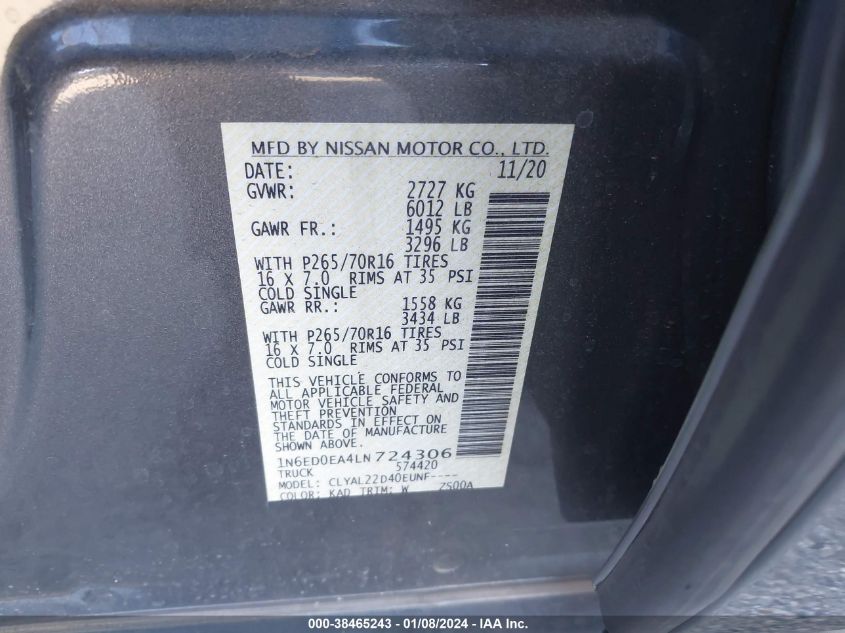 MFD BY NISSAN MOTOR CO., LTD.
DATE: 11/20
GVWR: 2727 KG
6012 LB
GAWR FR.: 1495 KG
3296 LB
WITH P265/70R16 TIRES
16 X 7.0 RIMS AT 35 PSI
COLD SINGLE
GAWR RR.: 1558 KG
3434 LB
WITH P265/70R16 TIRES
16 X 7.0 RIMS AT 35 PSI
COLD SINGLE
THIS VEHICLE CONFORMS TO
ALL APPLICABLE FEDERAL
MOTOR VEHICLE SAFETY AND
THEFT PREVENTION
STANDARDS IN EFFECT ON
THE DATE OF MANUFACTURE
SHOWN ABOVE.
1N6ED0EA4LN724306
TRUCK 574420
MODEL: CLYAL22D40EUNF----
COLOR: KAD TRIM: W 7S00A
000-38465243 - 01/08/2024 - IAA Inc.